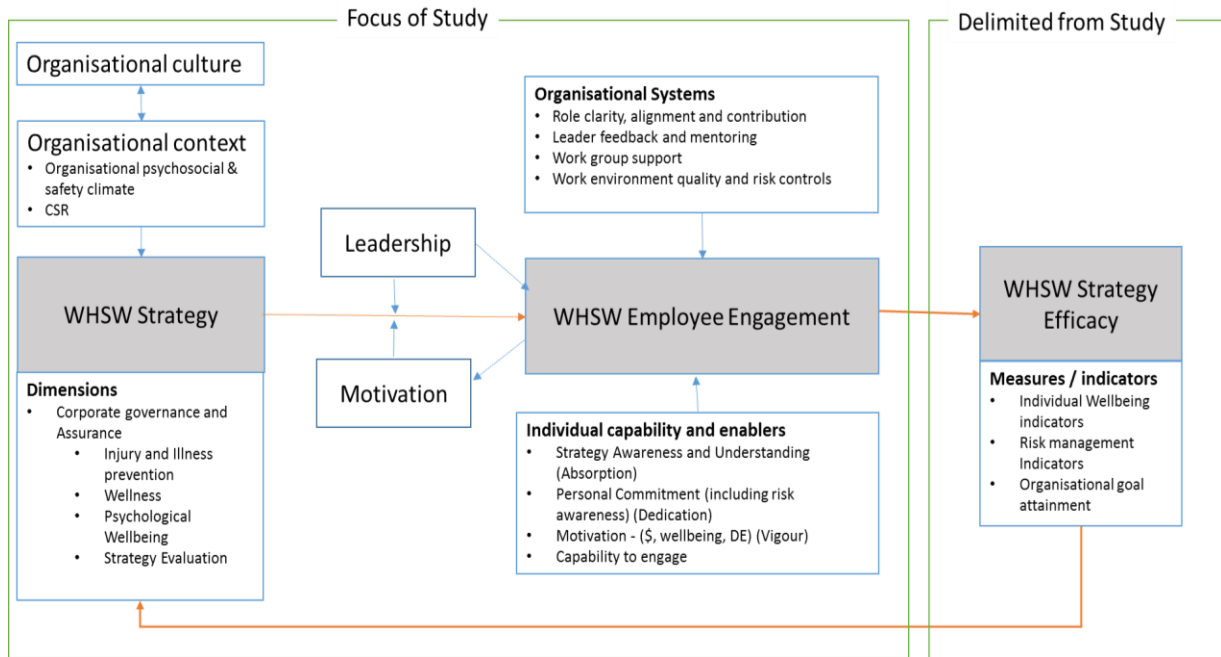 Focus of Study
Delimited from Study
Organisational culture
Organisational context
• Organisational psychosocial &
safety climate
• CSR
Organisational Systems
• Role clarity, alignment and contribution
• Leader feedback and mentoring
• Work group support
• Work environment quality and risk controls
Leadership
WHSW Strategy
WHSW Employee Engagement
WHSW Strategy
Efficacy
Motivation
Dimensions
• Corporate governance and
Assurance
• Injury and Illness
prevention
• Wellness
• Psychological
Wellbeing
• Strategy Evaluation
Individual capability and enablers
• Strategy Awareness and Understanding
(Absorption)
• Personal Commitment (including risk
awareness) (Dedication)
• Motivation - ($, wellbeing, DE) (Vigour)
• Capability to engage
Measures / indicators
• Individual Wellbeing
indicators
• Risk management
Indicators
• Organisational goal
attainment